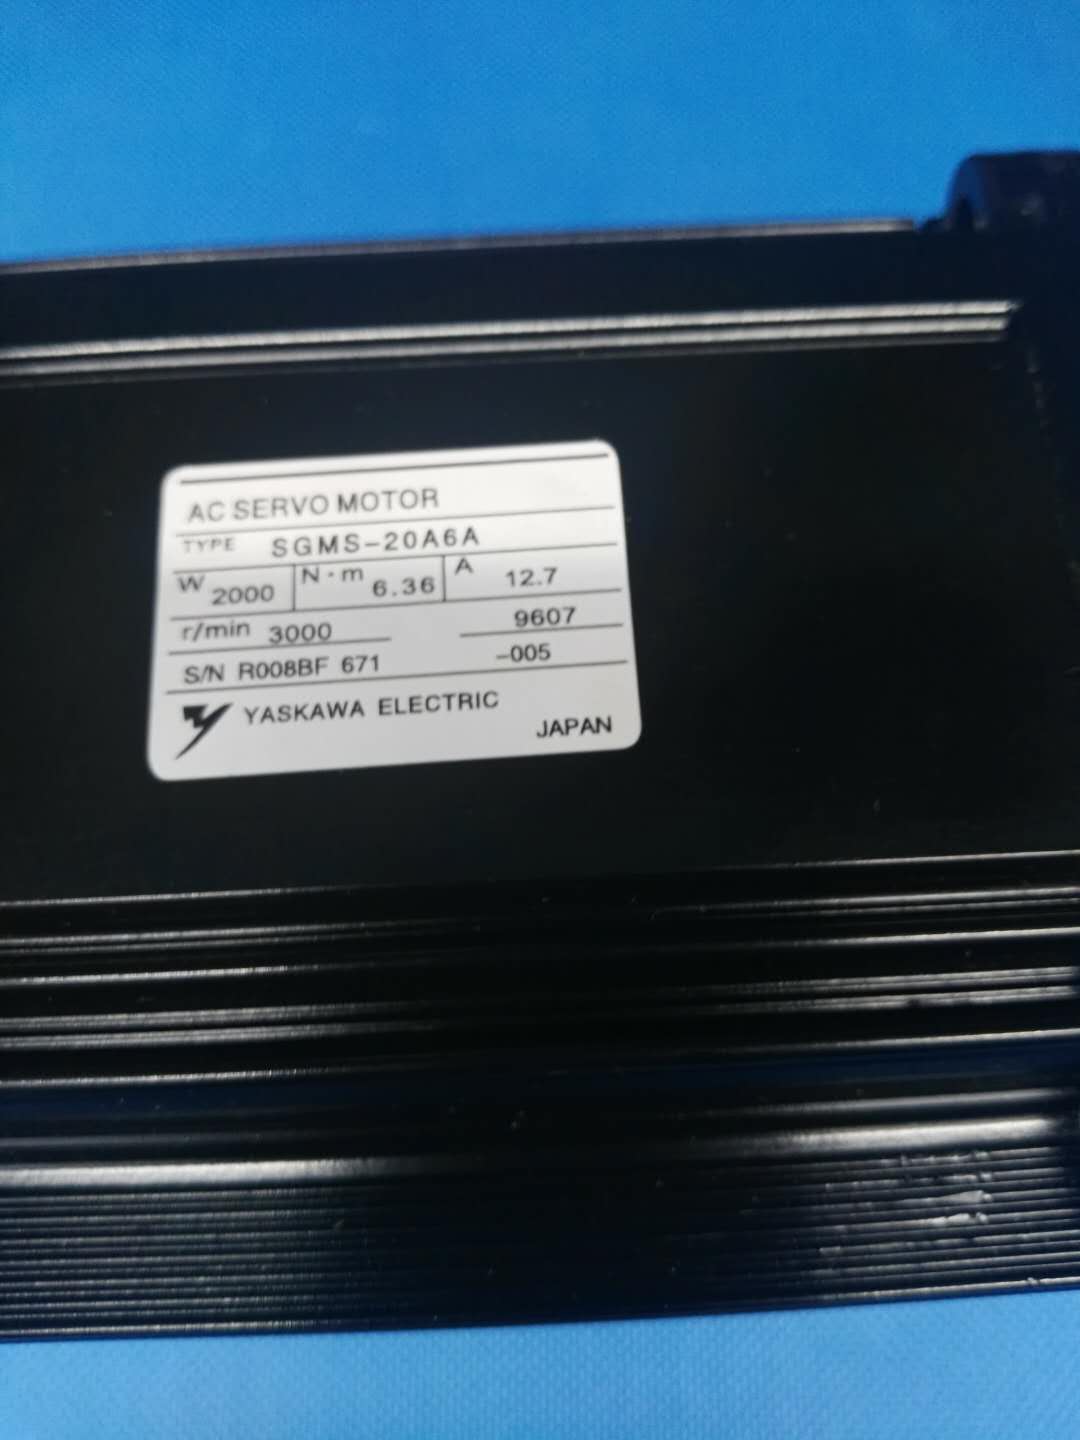 AC SERVO MOTOR
TYPE SGMS-20A6A
W 2000 N·m 6.36 A 12.7
r/min 3000 9607
S/N R008BF 671 -005
YASKAWA ELECTRIC
JAPAN